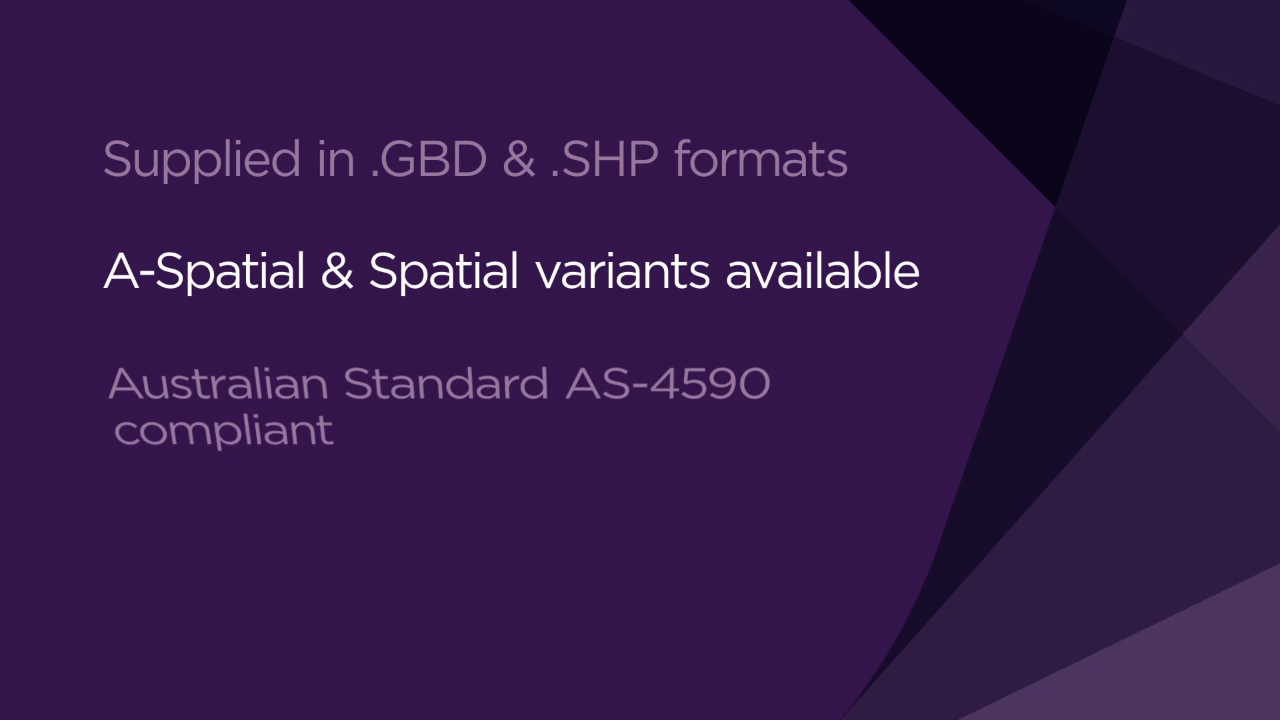 Supplied in .GBD & .SHP formats
A-Spatial & Spatial variants available
Australian Standard AS-4590
compliant